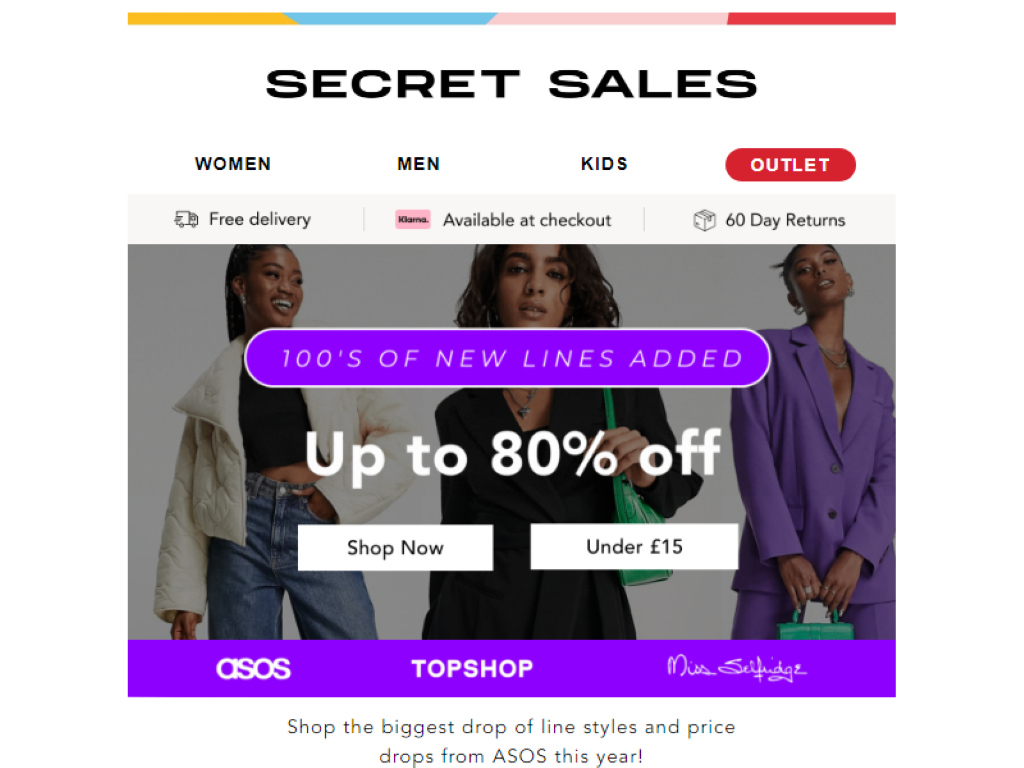 SECRET SALES
WOMEN MEN KIDS OUTLET
Free delivery Klarna. Available at checkout 60 Day Returns
100'S OF NEW LINES ADDED
Up to 80% off
Shop Now Under £15
asos TOPSHOP Miss Selfridge
Shop the biggest drop of line styles and price
drops from ASOS this year!